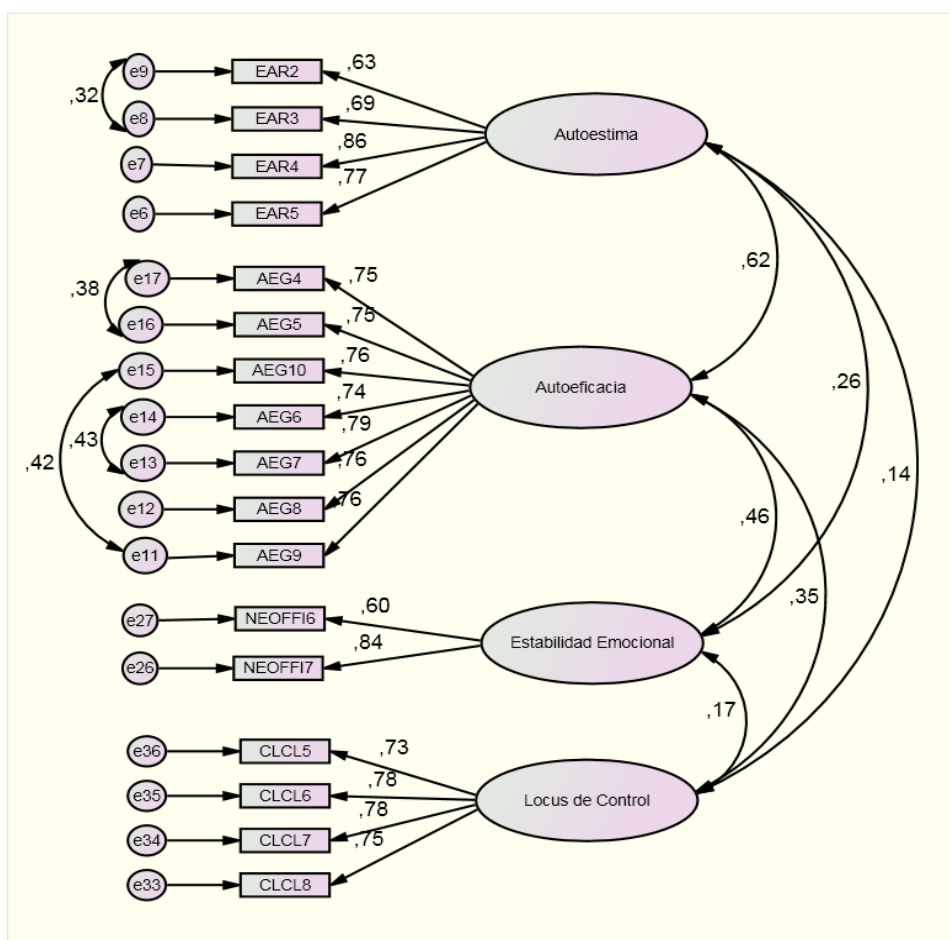 e9 EAR2 ,63
,32
e8 EAR3 ,69
Autoestima
e7 EAR4 ,86
e6 EAR5 ,77
,62
e17 AEG4 ,75
,38
e16 AEG5 ,75
e15 AEG10 ,76
Autoeficacia
,26
e14 AEG6 ,74
,43
,42
e13 AEG7 ,79
,14
e12 AEG8 ,76
e11 AEG9 ,76
,46
,35
e27 NEOFFI6 ,60
Estabilidad Emocional
e26 NEOFFI7 ,84
,17
e36 CLCL5 ,73
e35 CLCL6 ,78
Locus de Control
e34 CLCL7 ,78
e33 CLCL8 ,75